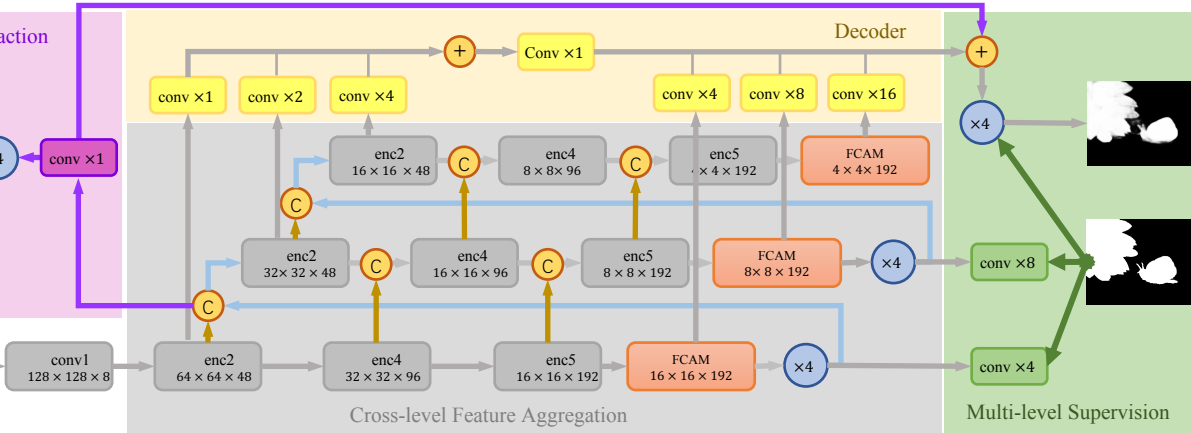 action
Decoder
+
Conv ×1
+
conv ×1
conv ×2
conv ×4
conv ×4
conv ×8
conv ×16
×4
4
conv ×1
enc2
16 × 16 × 48
C
enc4
8 × 8× 96
C
enc5
4 × 4 × 192
FCAM
4 × 4× 192
C
enc2
32× 32 × 48
C
enc4
16 × 16 × 96
C
enc5
8 × 8 × 192
FCAM
8× 8 × 192
×4
conv ×8
C
conv1
128 × 128 × 8
enc2
64 × 64 × 48
enc4
32 × 32 × 96
enc5
16 × 16 × 192
FCAM
16 × 16 × 192
×4
conv ×4
Cross-level Feature Aggregation
Multi-level Supervision